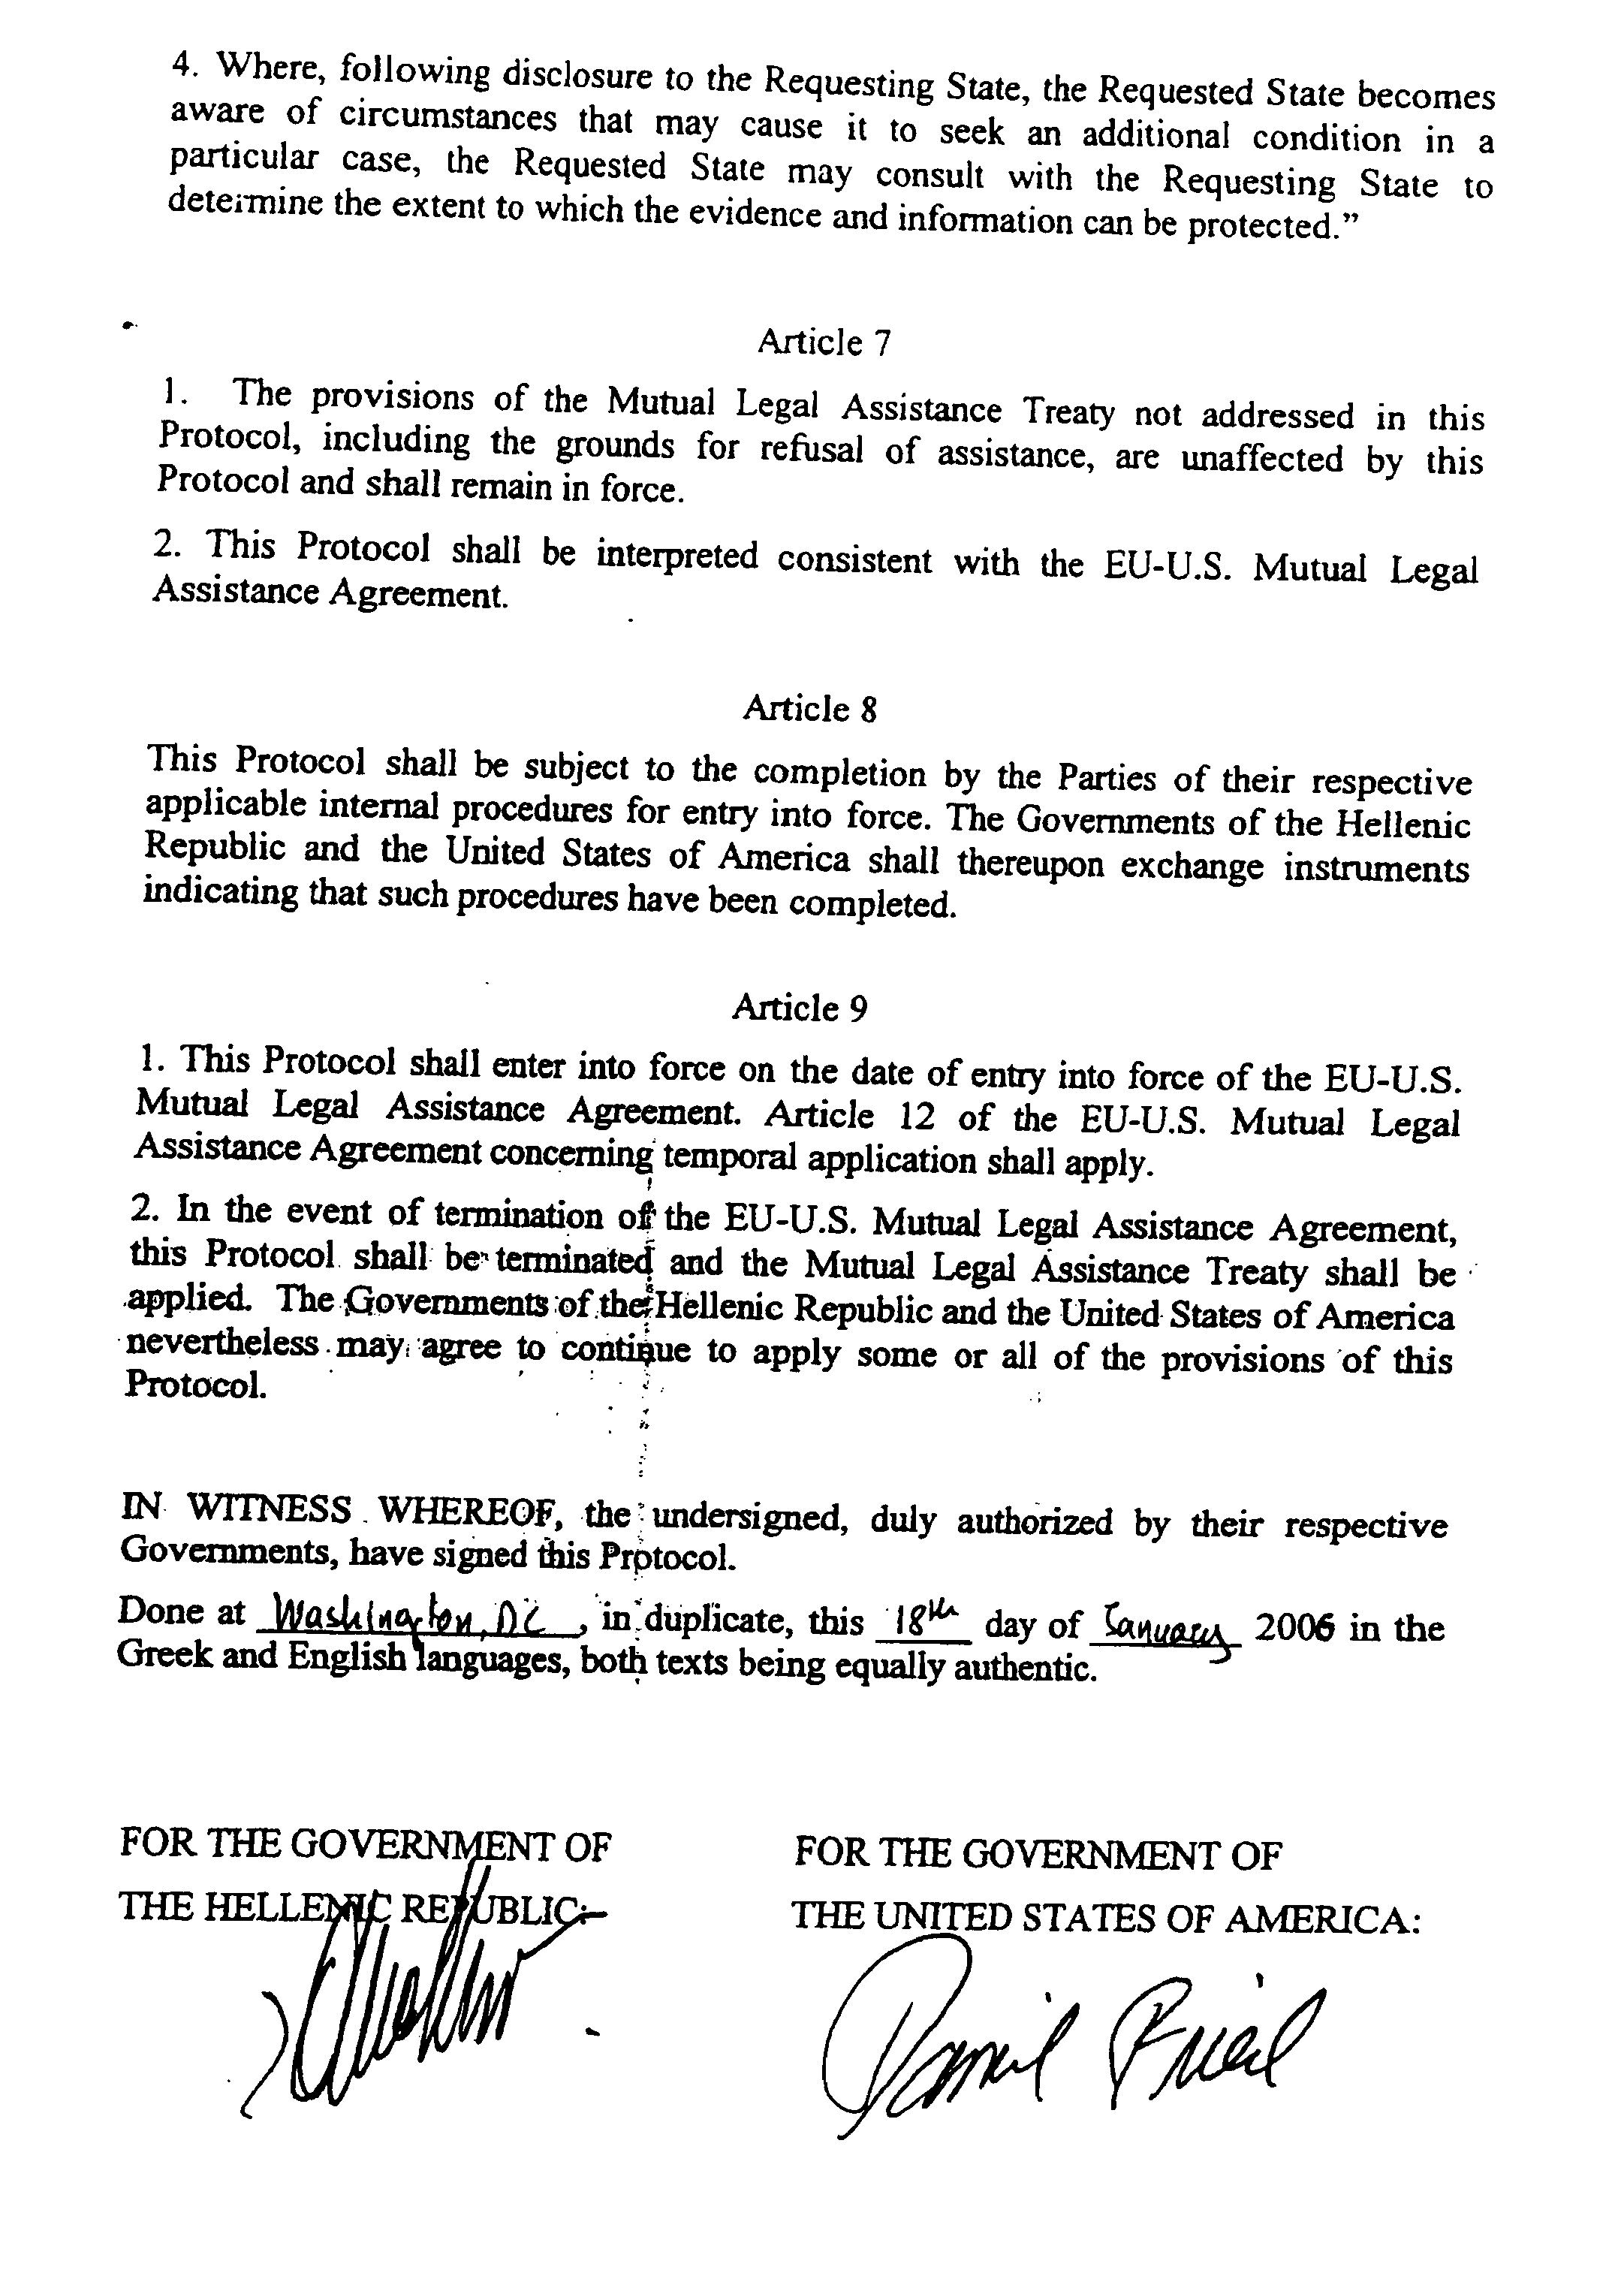 4. Where, following disclosure to the Requesting State, the Requested State becomes
aware of circumstances that may cause it to seek an additional condition in a
particular case, the Requested State may consult with the Requesting State to
determine the extent to which the evidence and information can be protected.”
Article 7
1. The provisions of the Mutual Legal Assistance Treaty not addressed in this
Protocol, including the grounds for refusal of assistance, are unaffected by this
Protocol and shall remain in force.
2. This Protocol shall be interpreted consistent with the EU-U.S. Mutual Legal
Assistance Agreement.
Article 8
This Protocol shall be subject to the completion by the Parties of their respective
applicable internal procedures for entry into force. The Governments of the Hellenic
Republic and the United States of America shall thereupon exchange instruments
indicating that such procedures have been completed.
Article 9
1. This Protocol shall enter into force on the date of entry into force of the EU-U.S.
Mutual Legal Assistance Agreement. Article 12 of the EU-U.S. Mutual Legal
Assistance Agreement concerning temporal application shall apply.
2. In the event of termination of the EU-U.S. Mutual Legal Assistance Agreement,
this Protocol shall be terminated and the Mutual Legal Assistance Treaty shall be
applied. The Governments of the Hellenic Republic and the United States of America
nevertheless may agree to continue to apply some or all of the provisions of this
Protocol.
IN WITNESS WHEREOF, the undersigned, duly authorized by their respective
Governments, have signed this Protocol.
Done at Washington, DC, in duplicate, this 18th day of January 2006 in the
Greek and English languages, both texts being equally authentic.
FOR THE GOVERNMENT OF
THE HELLENIC REPUBLIC:
FOR THE GOVERNMENT OF
THE UNITED STATES OF AMERICA: